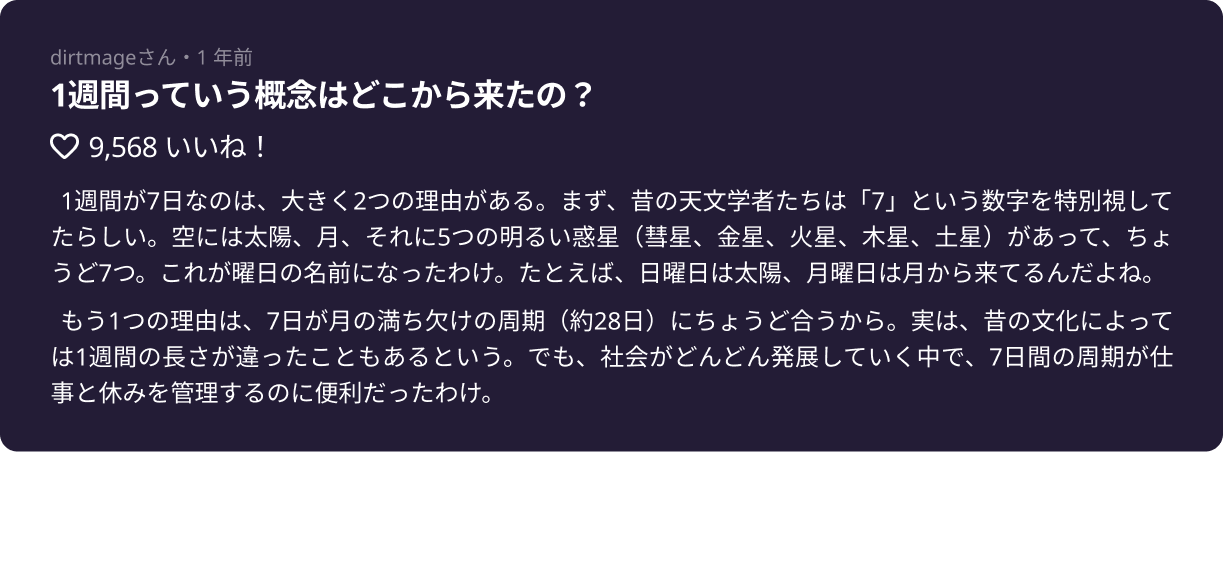 dirtmageさん・1 年前
1週間っていう概念はどこから来たの？
9,568 いいね！
1週間が7日なのは、大きく2つの理由がある。まず、昔の天文学者たちは「7」という数字を特別視して
たらしい。空には太陽、月、それに5つの明るい惑星（彗星、金星、火星、木星、土星）があって、ちょ
うど7つ。これが曜日の名前になったわけ。たとえば、日曜日は太陽、月曜日は月から来てるんだよね。
もう1つの理由は、7日が月の満ち欠けの周期（約28日）にちょうど合うから。実は、昔の文化によって
は1週間の長さが違ったこともあるという。でも、社会がどんどん発展していく中で、7日間の周期が仕
事と休みを管理するのに便利だったわけ。